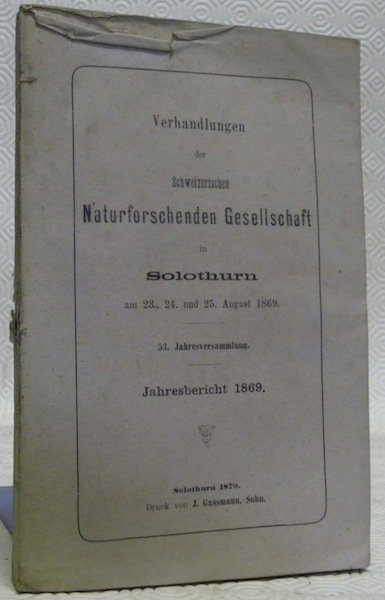 Verhandlungen
der
Schweizerischen
Naturforschenden Gesellschaft
in
Solothurn
am 23., 24. und 25. August 1869.
53. Jahresversammlung.
Jahresbericht 1869.
Solothurn 1870.
Druck von J. Gassmann, Sohn.